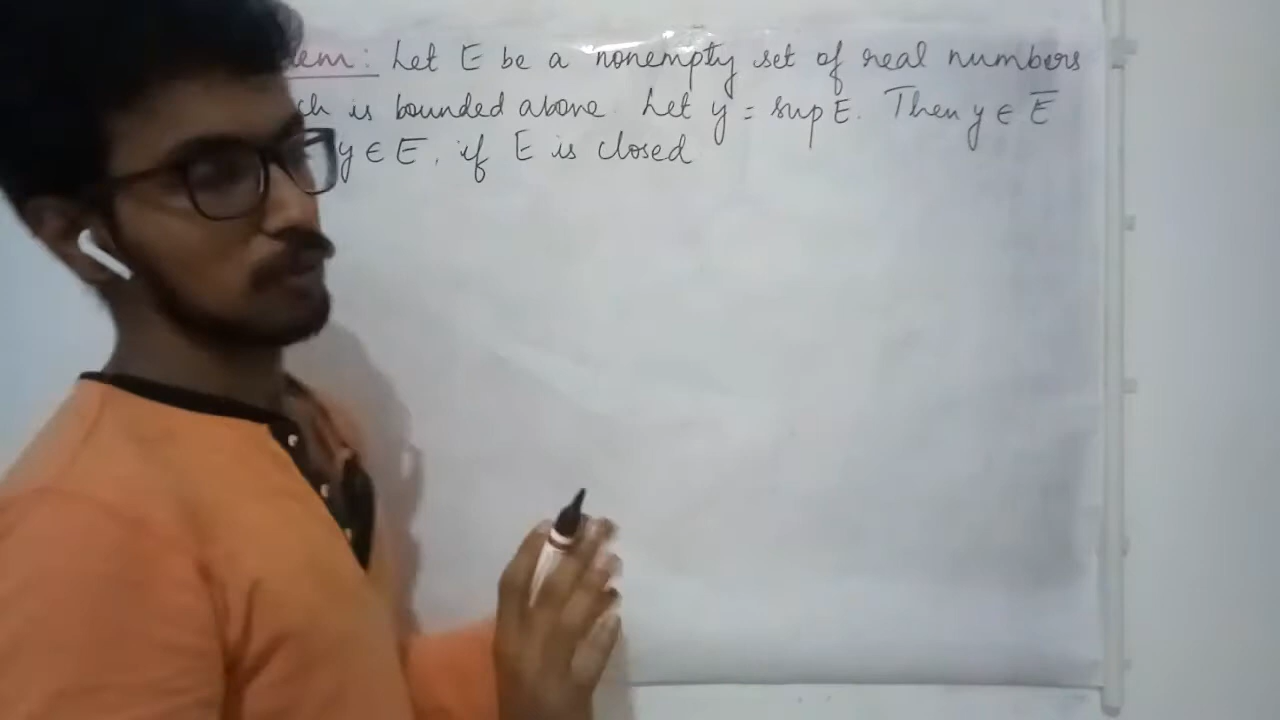 em: Let E be a nonempty set of real numbers
ch is bounded above. Let y = sup E. Then y ∈ E̅
y ∈ E, if E is closed